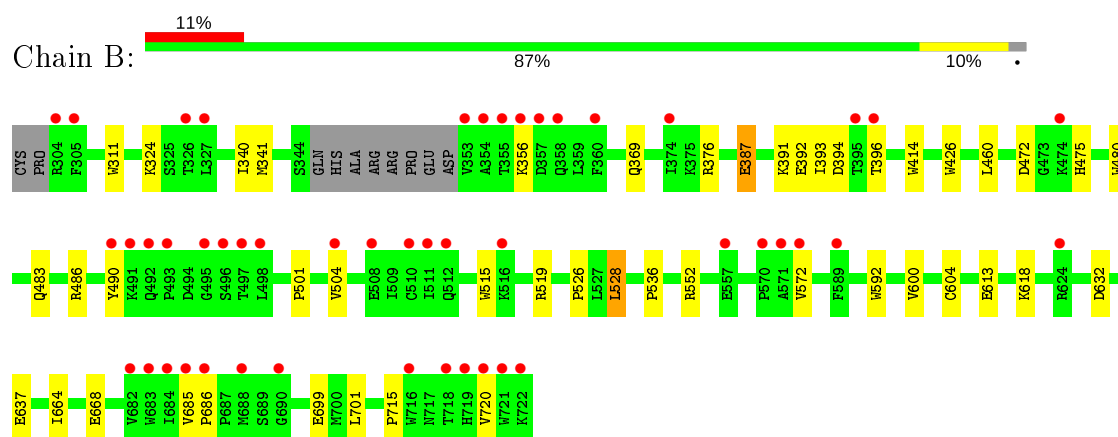 11%
Chain B:
87% 10% •
CYS PRO R304 F305 W311 K324 S325 T326 L327 I340 M341 S344 GLN HIS ALA ARG ARG PRO GLU ASP V353 A354 T355 K356 D357 Q358 L359 F360 Q369 I374 K375 R376 E387 K391 E392 I393 D394 T395 T396 W414 W426 L460 D472 G473 K474 H475 W480
Q483 R486 Y490 K491 Q492 P493 D494 G495 S496 T497 L498 P501 V504 E508 I509 C510 I511 Q512 W515 K516 R519 P526 L527 L528 P536 R552 E557 P570 A571 V572 F589 W592 V600 C604 E613 K618 R624 D632
E637 I664 E668 V682 W683 I684 V685 P686 P687 M688 S689 G690 E699 M700 L701 P715 W716 N717 T718 H719 V720 W721 K722